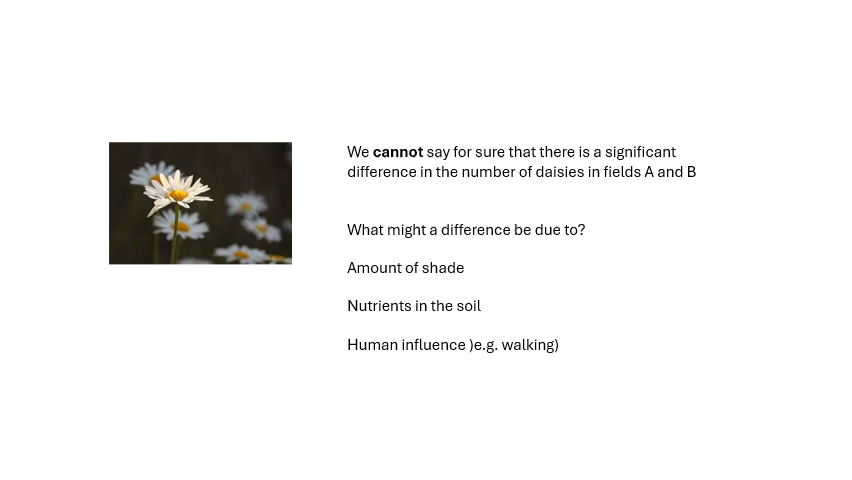 We cannot say for sure that there is a significant
difference in the number of daisies in fields A and B
What might a difference be due to?
Amount of shade
Nutrients in the soil
Human influence )e.g. walking)